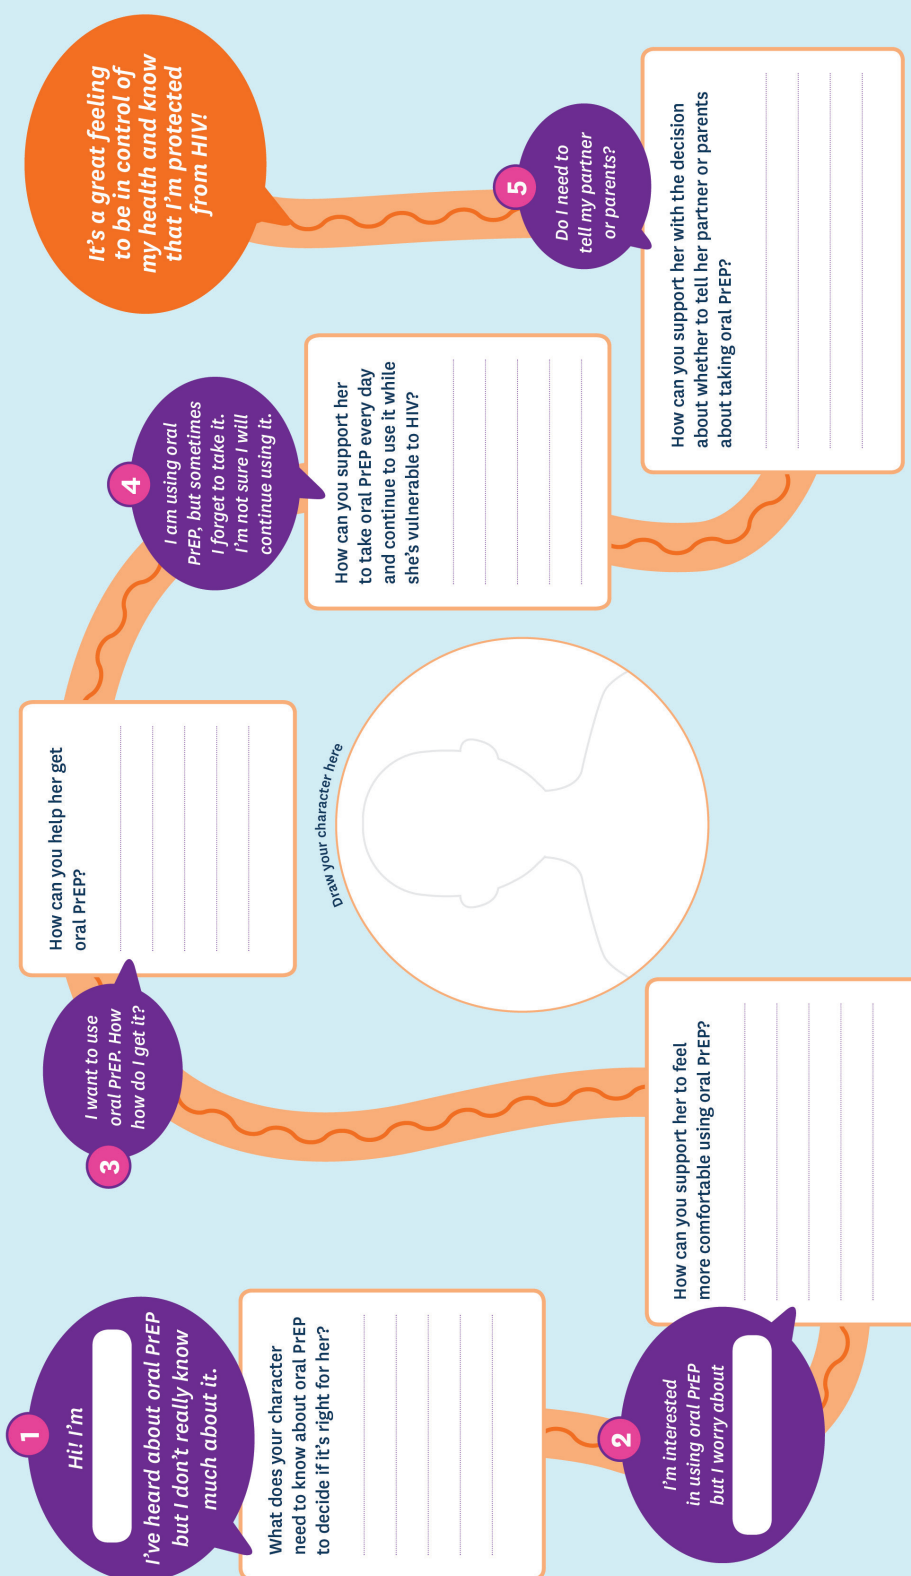 1
Hi! I'm
I've heard about oral PrEP
but I don't really know
much about it.
What does your character
need to know about oral PrEP
to decide if it's right for her?
2
I'm interested
in using oral PrEP
but I worry about
How can you support her to feel
more comfortable using oral PrEP?
3
I want to use
oral PrEP. How
how do I get it?
How can you help her get
oral PrEP?
Draw your character here
4
I am using oral
PrEP, but sometimes
I forget to take it.
I'm not sure I will
continue using it.
How can you support her
to take oral PrEP every day
and continue to use it while
she's vulnerable to HIV?
5
Do I need to
tell my partner
or parents?
How can you support her with the decision
about whether to tell her partner or parents
about taking oral PrEP?
It's a great feeling
to be in control of
my health and know
that I'm protected
from HIV!